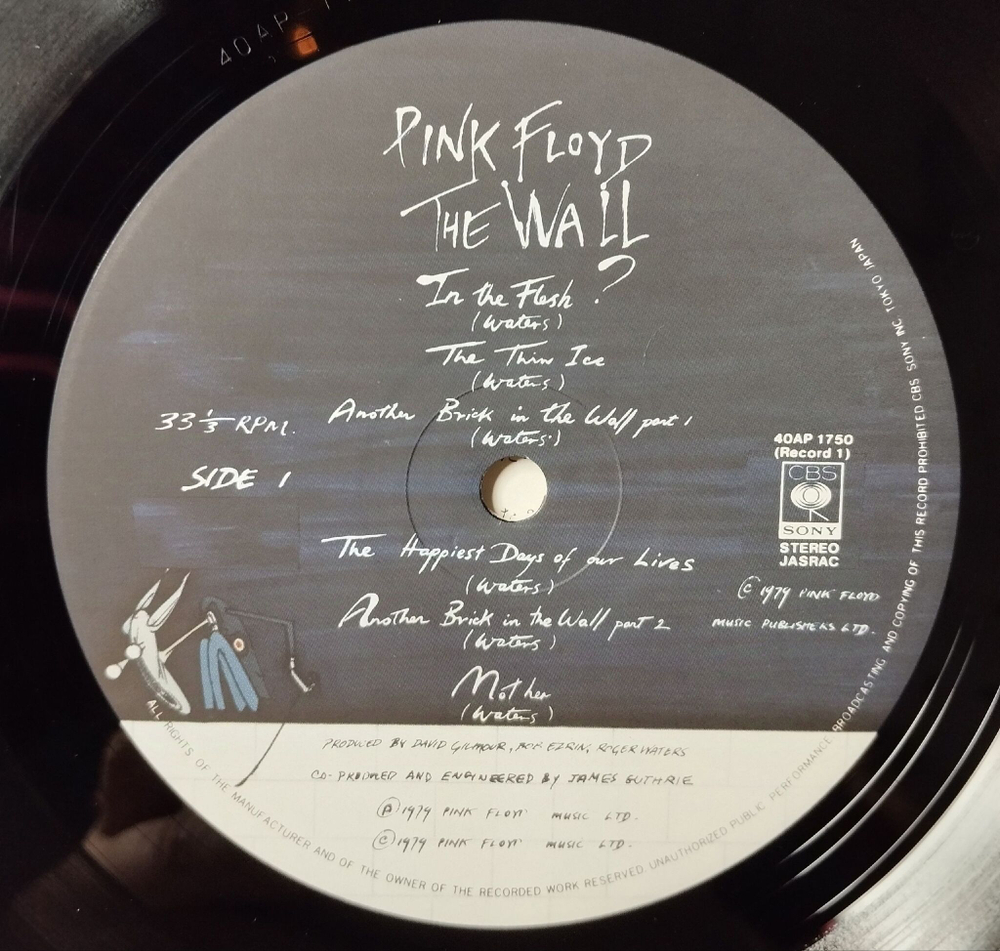 40AP
PINK FLOYD
THE WALL
In the Flesh ?
(Waters)
The Thin Ice
(Waters)
33 1/3 RPM.
Another Brick in the Wall part 1
(Waters)
SIDE 1
40AP 1750
(Record 1)
CBS
SONY
STEREO
JASRAC
The Happiest Days of our Lives
(Waters)
Another Brick in the Wall part 2
(Waters)
Mother
(Waters)
© 1979 PINK FLOYD
MUSIC PUBLISHERS LTD.
PRODUCED BY DAVID GILMOUR, BOB EZRIN, ROGER WATERS
CO-PRODUCED AND ENGINEERED BY JAMES GUTHRIE
℗ 1979 PINK FLOYD MUSIC LTD.
© 1979 PINK FLOYD MUSIC LTD.
ALL RIGHTS OF THE MANUFACTURER AND OF THE OWNER OF THE RECORDED WORK RESERVED. UNAUTHORIZED PUBLIC PERFORMANCE BROADCASTING AND COPYING OF THIS RECORD PROHIBITED CBS SONY INC. TOKYO JAPAN